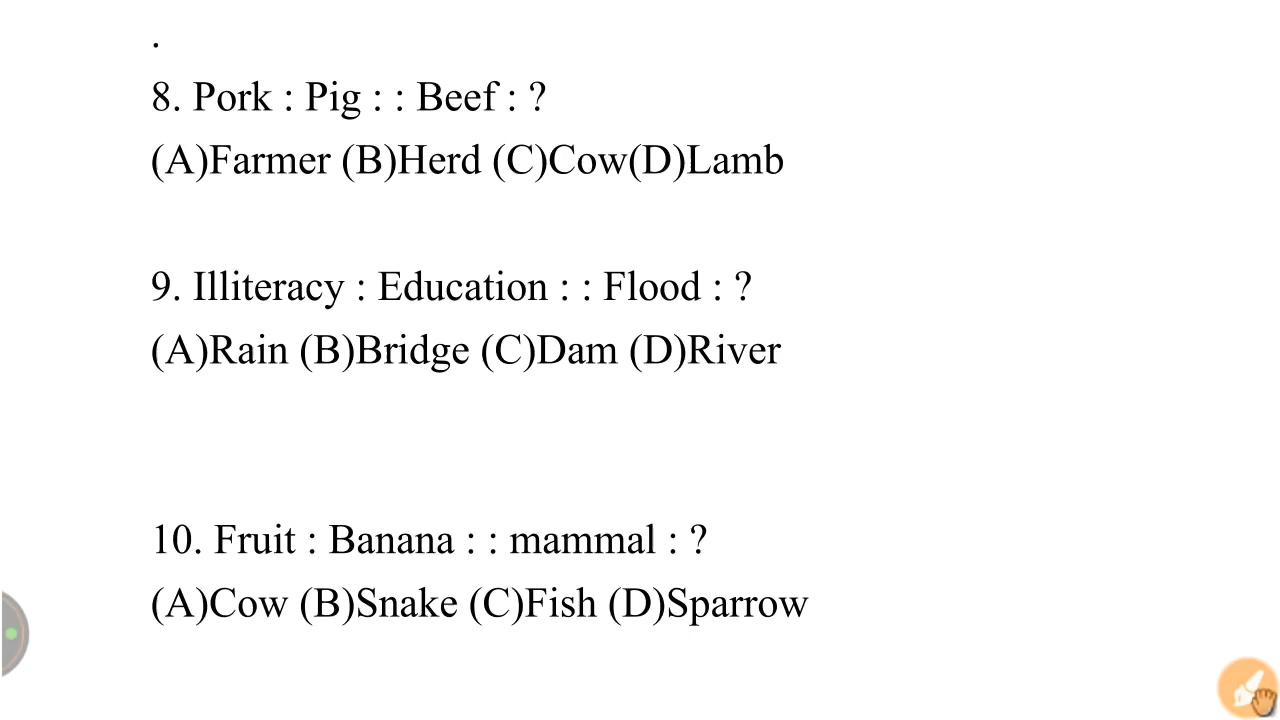 .
8. Pork : Pig : : Beef : ?
(A)Farmer (B)Herd (C)Cow(D)Lamb
9. Illiteracy : Education : : Flood : ?
(A)Rain (B)Bridge (C)Dam (D)River
10. Fruit : Banana : : mammal : ?
(A)Cow (B)Snake (C)Fish (D)Sparrow